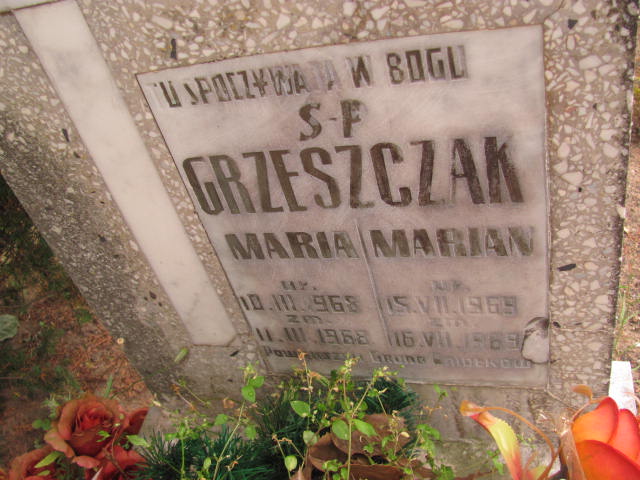 TU SPOCZYWAJĄ W BOGU
Ś-P
GRZESZCZAK
MARIA MARIAN
UR. UR.
10.III.1968 15.VII.1969
ZM. ZM.
11.III.1968 16.VII.1969